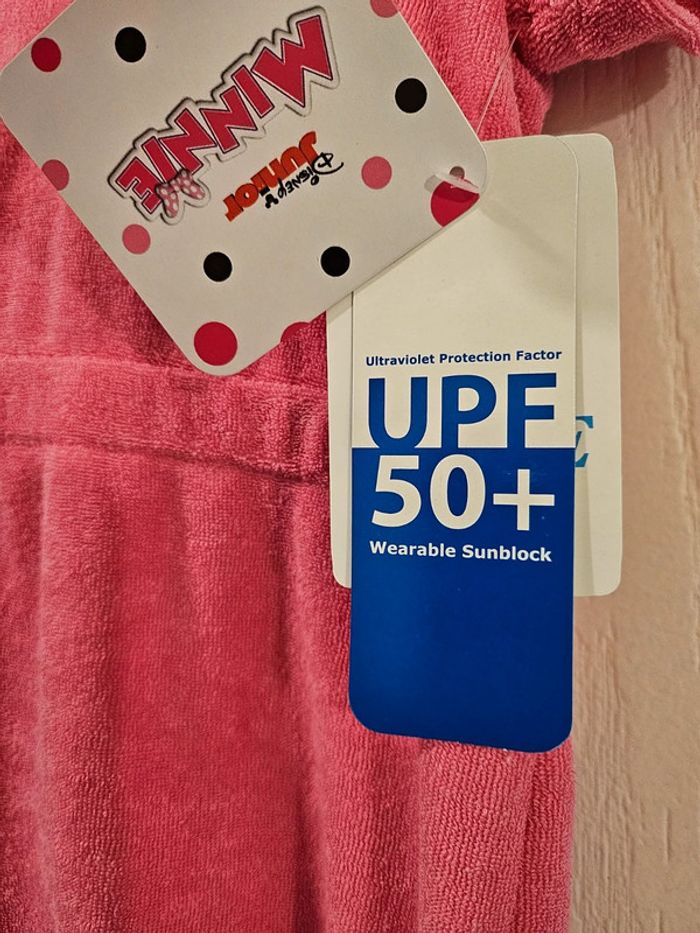 MINNIE
DISNEY
JUNIOR
Ultraviolet Protection Factor
UPF
50+
Wearable Sunblock
E